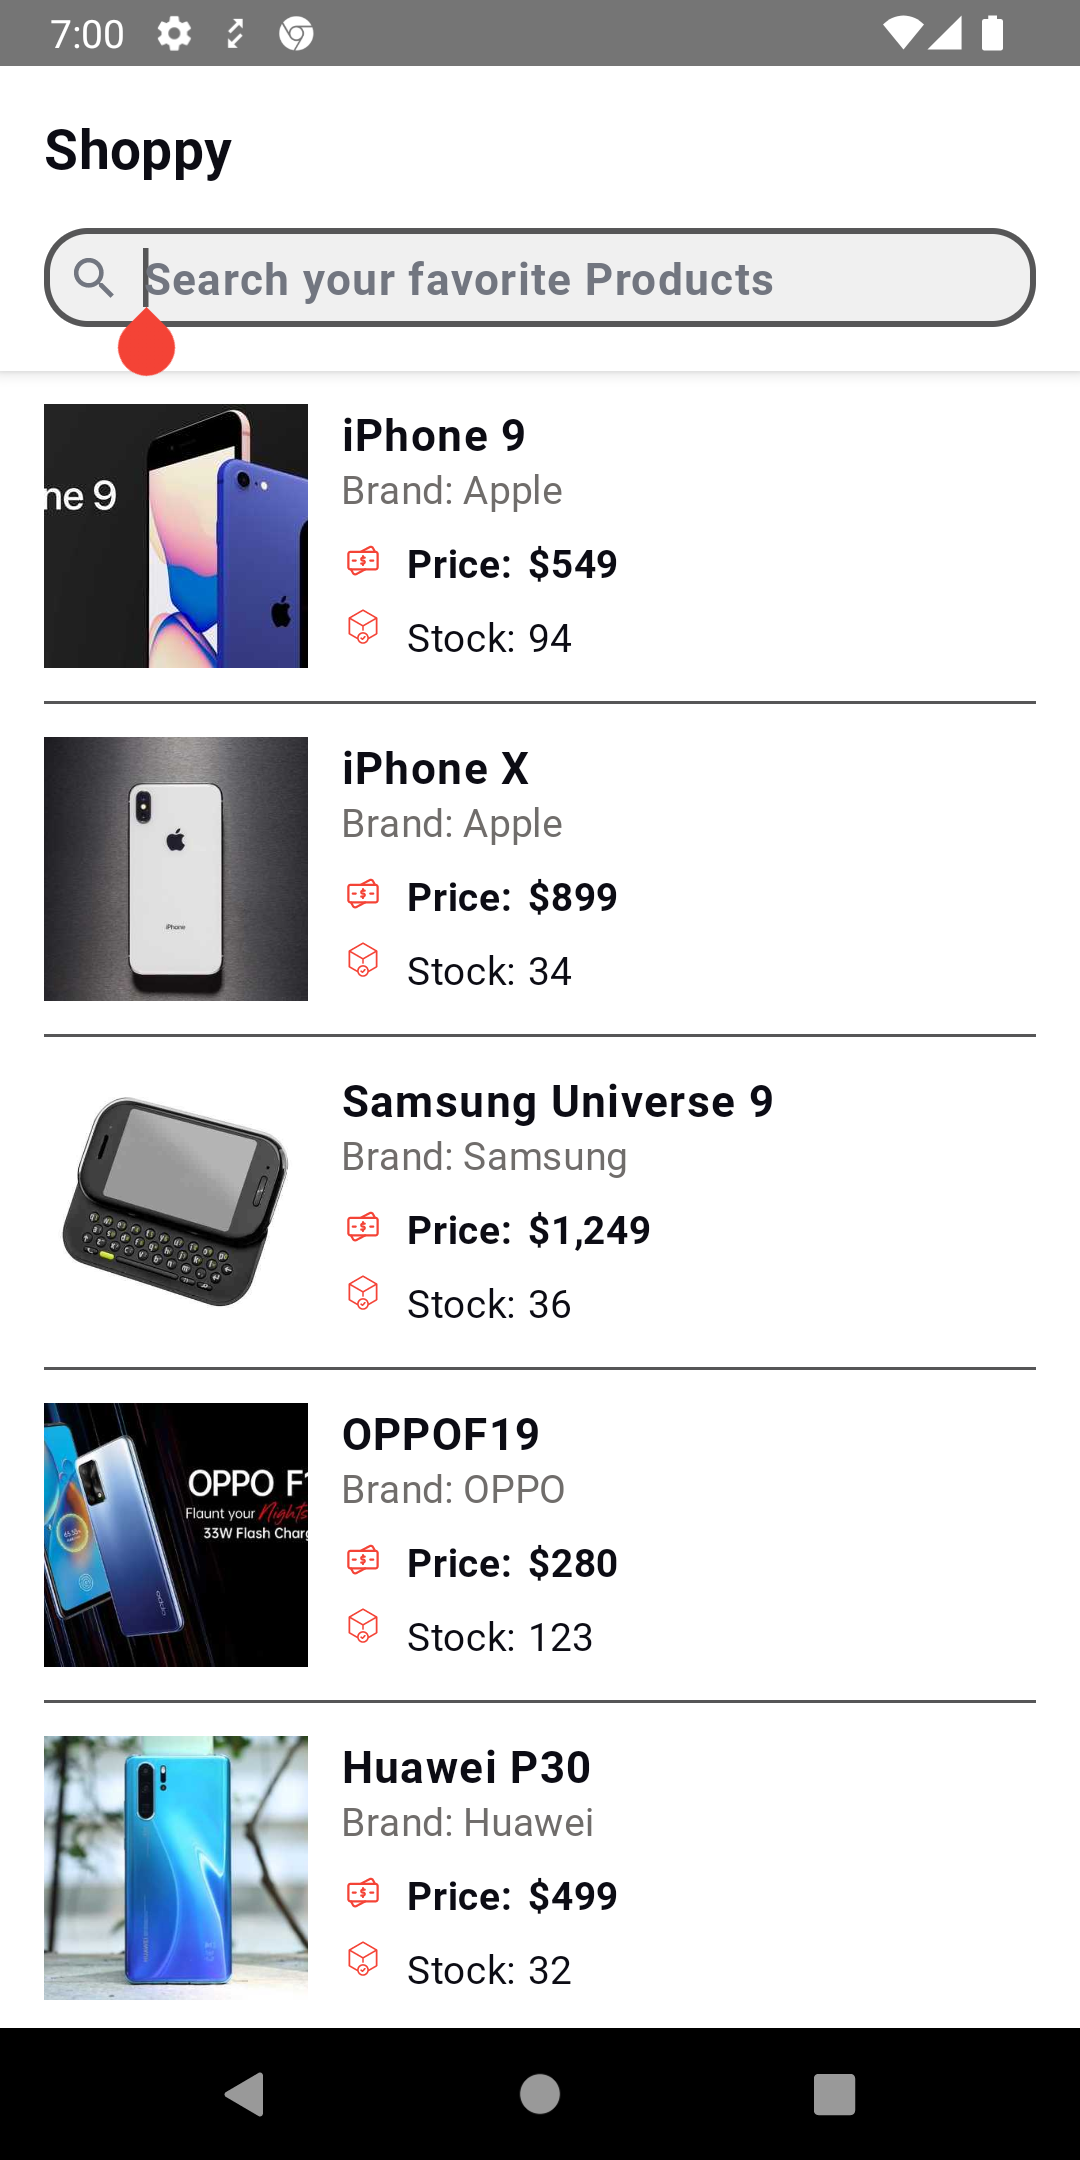 7:00
Shoppy
Search your favorite Products
ne 9
iPhone 9
Brand: Apple
Price: $549
Stock: 94
iPhone
iPhone X
Brand: Apple
Price: $899
Stock: 34
Samsung Universe 9
Brand: Samsung
Price: $1,249
Stock: 36
OPPO F1
Flaunt your Nights
33W Flash Charg
oppo
OPPOF19
Brand: OPPO
Price: $280
Stock: 123
Huawei P30
Brand: Huawei
Price: $499
Stock: 32